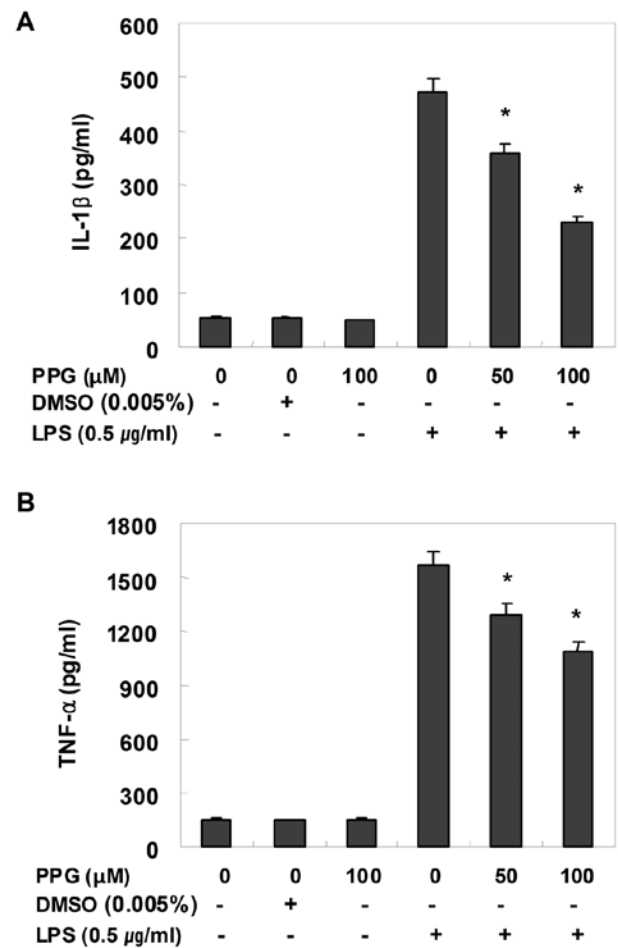 A
600
500
400
300
200
100
0
IL-1β (pg/ml)
*
*
PPG (μM) 0 0 100 0 50 100
DMSO (0.005%) - + - - - -
LPS (0.5 μg/ml) - - - + + +
B
1800
1500
1200
900
600
300
0
TNF-α (pg/ml)
*
*
PPG (μM) 0 0 100 0 50 100
DMSO (0.005%) - + - - - -
LPS (0.5 μg/ml) - - - + + +